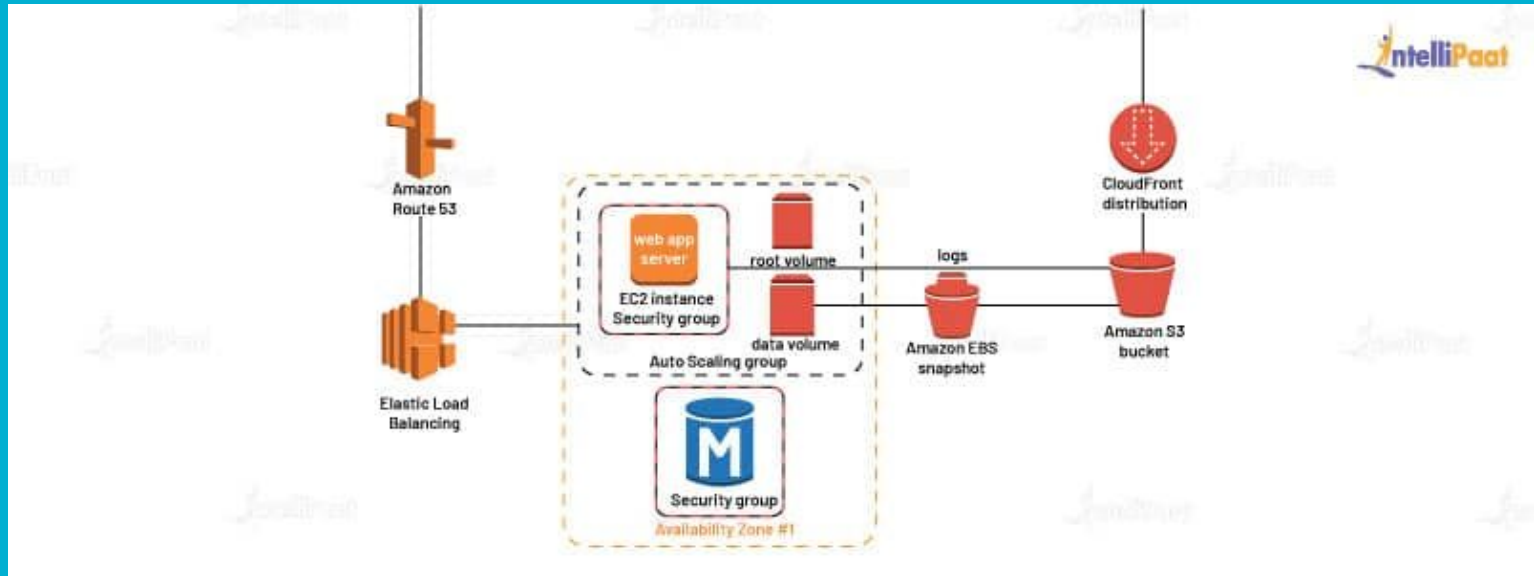 IntelliPaat
Amazon
Route 53
CloudFront
distribution
web app
server
root volume
logs
EC2 instance
Security group
data volume
Auto Scaling group
Amazon EBS
snapshot
Amazon S3
bucket
Elastic Load
Balancing
M
Security group
Availability Zone #1